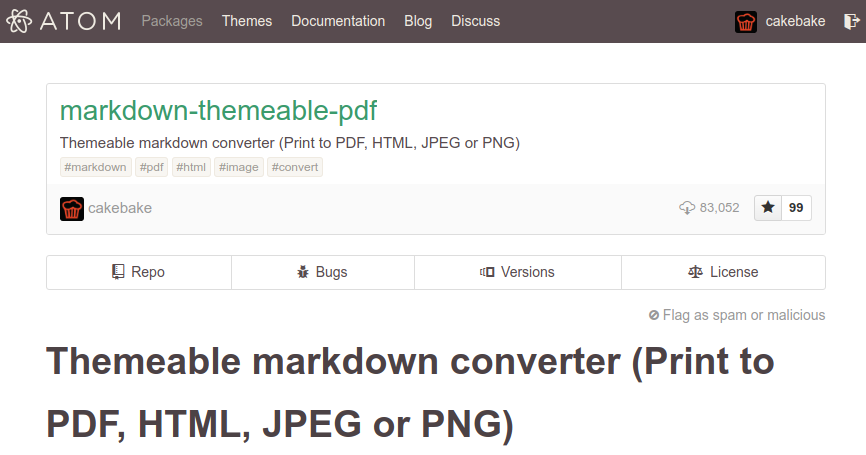 ATOM Packages Themes Documentation Blog Discuss cakebake
markdown-themeable-pdf
Themeable markdown converter (Print to PDF, HTML, JPEG or PNG)
#markdown #pdf #html #image #convert
cakebake 83,052 99
Repo Bugs Versions License
Flag as spam or malicious
Themeable markdown converter (Print to
PDF, HTML, JPEG or PNG)